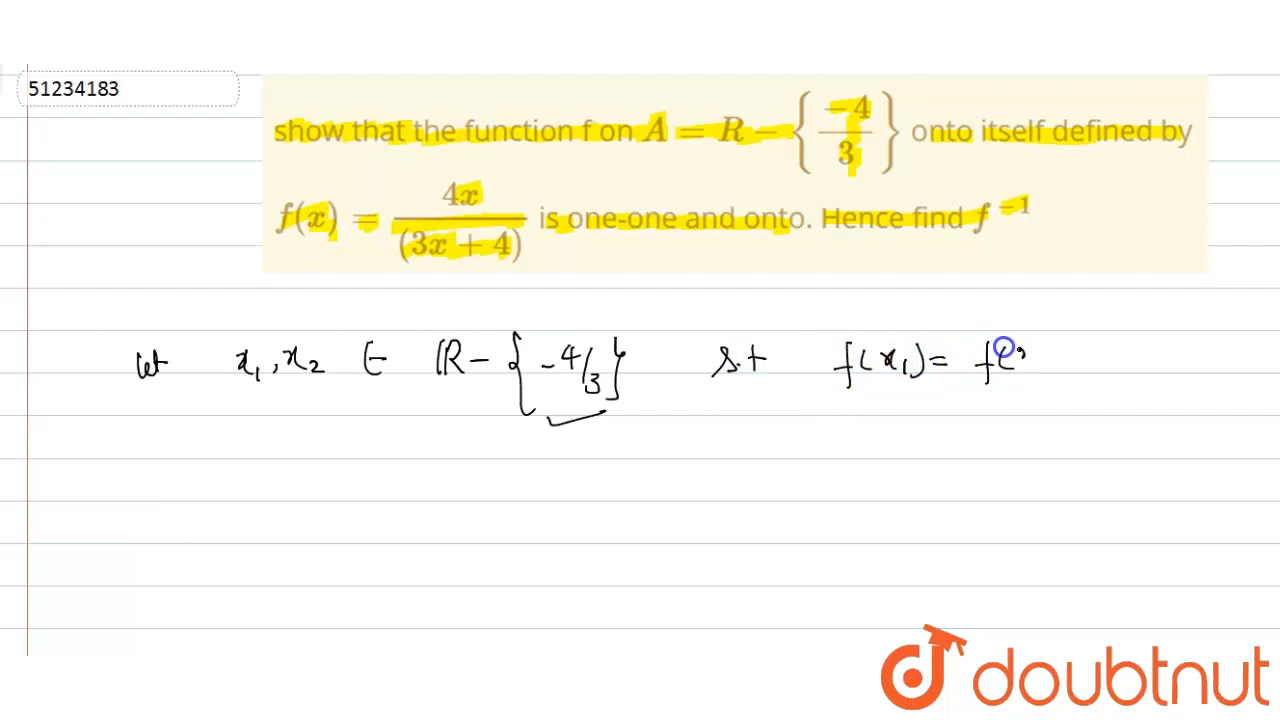 51234183
show that the function f on A = R − {−4/3} onto itself defined by
f(x) = 4x/(3x + 4) is one-one and onto. Hence find f⁻¹
let x₁, x₂ ∈ R − {−4/3} s.t f(x₁) = f(
doubtnut